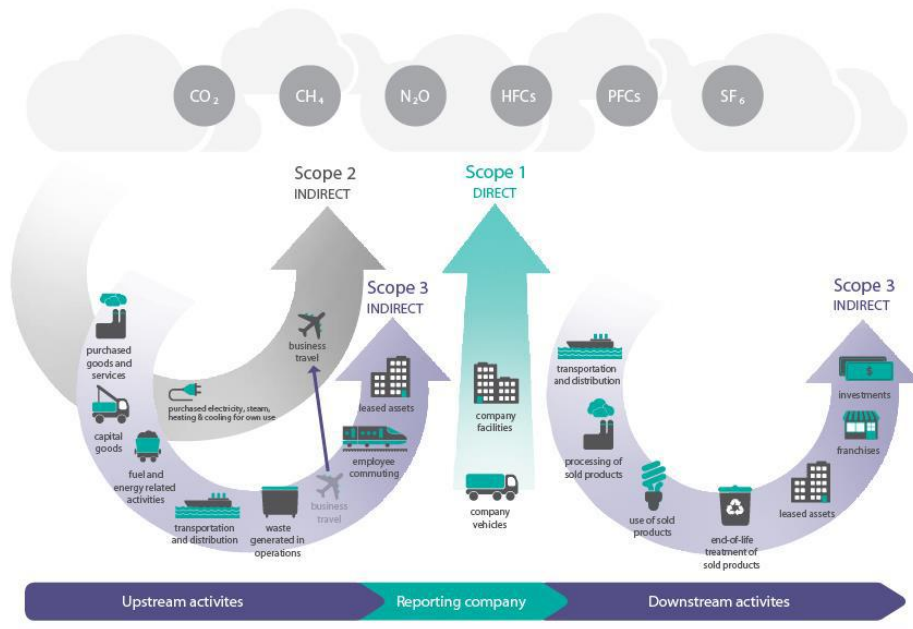 CO₂
CH₄
N₂O
HFCs
PFCs
SF₆
Scope 2
INDIRECT
Scope 1
DIRECT
Scope 3
INDIRECT
Scope 3
INDIRECT
purchased
goods and
services
capital
goods
fuel and
energy related
activities
purchased electricity, steam,
heating & cooling for own use
transportation
and distribution
waste
generated in
operations
business
travel
business
travel
employee
commuting
leased assets
company
facilities
company
vehicles
transportation
and distribution
processing of
sold products
use of sold
products
end-of-life
treatment of
sold products
leased assets
franchises
$
investments
Upstream activites
Reporting company
Downstream activites